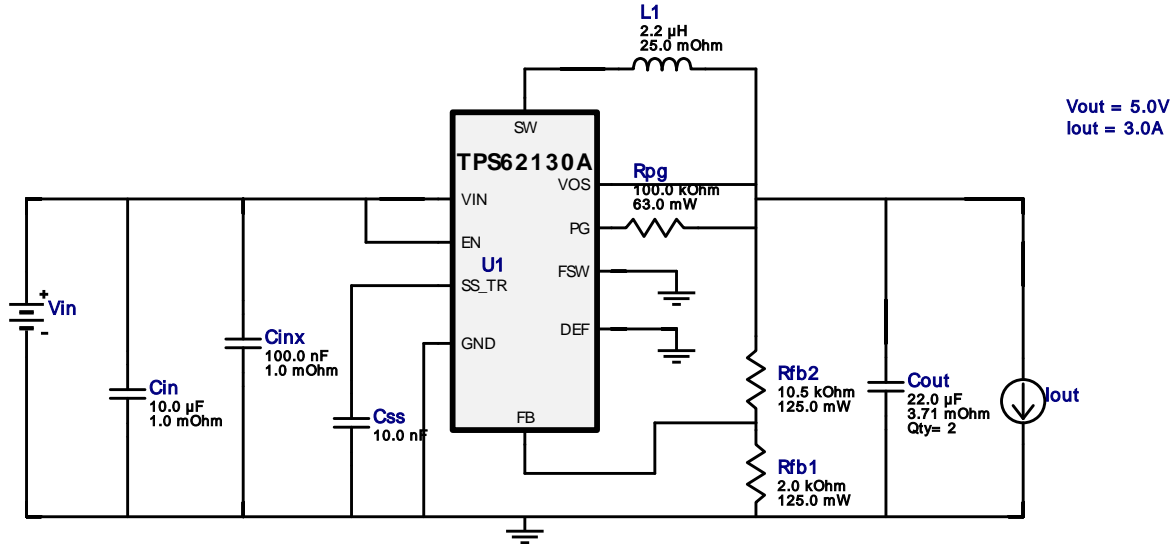 L1
2.2 µH
25.0 mOhm
Vout = 5.0V
Iout = 3.0A
SW
TPS62130A
Rpg
100.0 kOhm
63.0 mW
VOS
VIN
PG
EN
U1
FSW
SS_TR
+
Vin
-
DEF
Cinx
100.0 nF
1.0 mOhm
GND
Cin
10.0 µF
1.0 mOhm
Rfb2
10.5 kOhm
125.0 mW
Cout
22.0 µF
3.71 mOhm
Qty= 2
Iout
Css
10.0 nF
FB
Rfb1
2.0 kOhm
125.0 mW